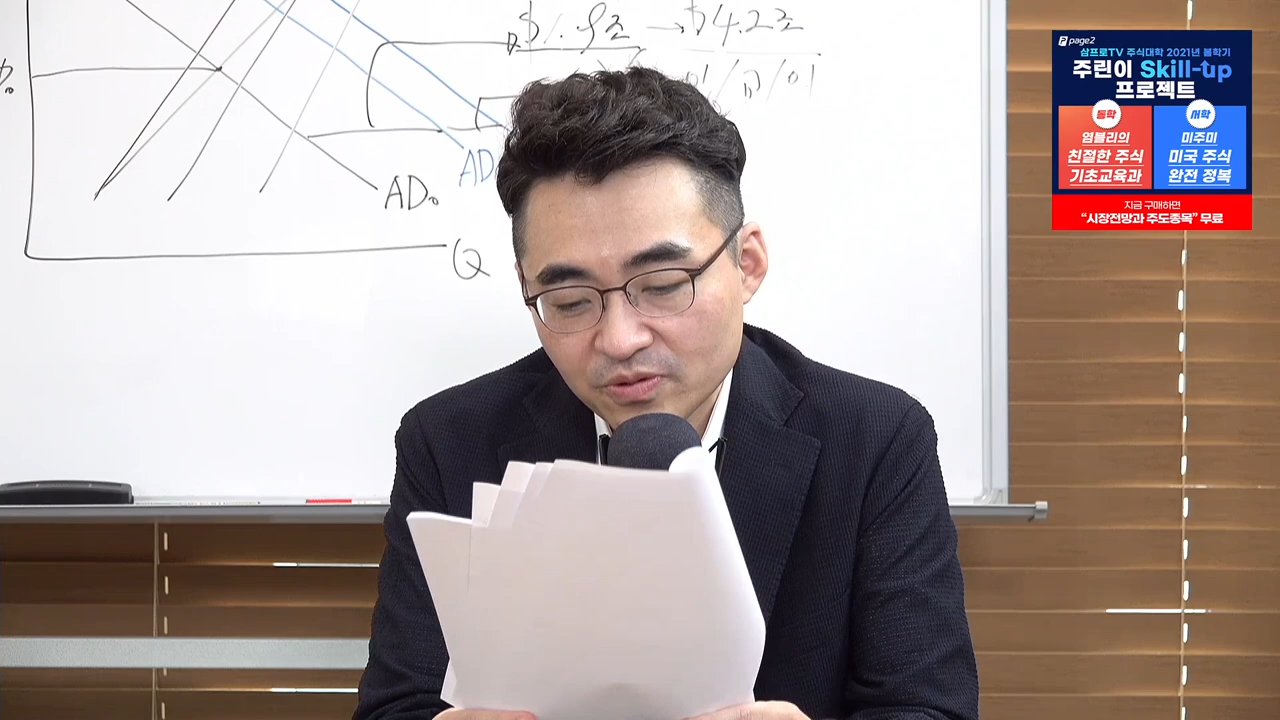 $1.9조 → $4.2조
AD
AD₀
Q
page2
삼프로TV 주식대학 2021년 봄학기
주린이 Skill-up
프로젝트
동학
염블리의
친절한 주식
기초교육과
서학
미주미
미국 주식
완전 정복
지금 구매하면
“시장전망과 주도종목” 무료